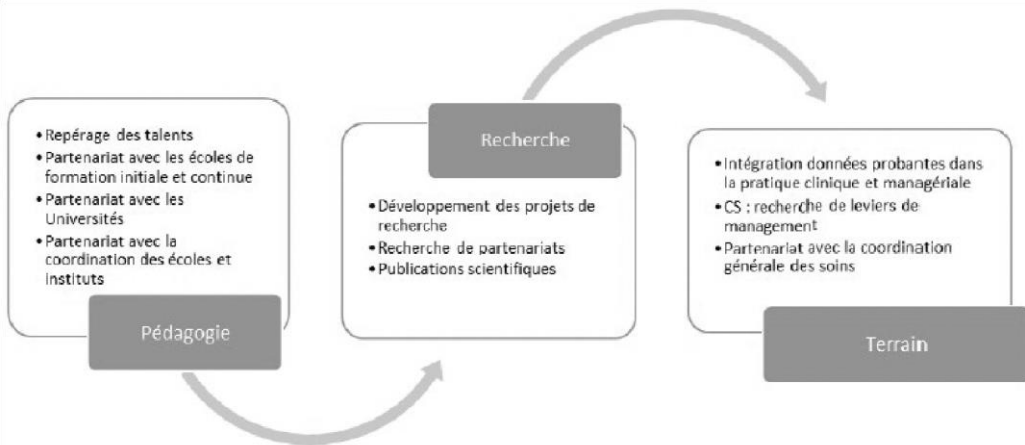 • Repérage des talents
• Partenariat avec les écoles de
formation initiale et continue
• Partenariat avec les
Universités
• Partenariat avec la
coordination des écoles et
instituts
Pédagogie
Recherche
• Développement des projets de
recherche
• Recherche de partenariats
• Publications scientifiques
• Intégration données probantes dans
la pratique clinique et managériale
• CS : recherche de leviers de
management
• Partenariat avec la coordination
générale des soins
Terrain